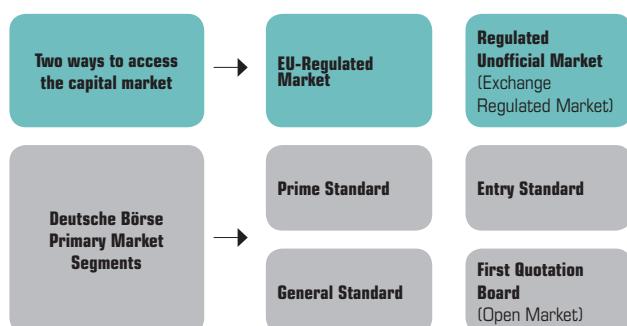 Two ways to access
the capital market
EU-Regulated
Market
Regulated
Unofficial Market
(Exchange
Regulated Market)
Deutsche Börse
Primary Market
Segments
Prime Standard
Entry Standard
General Standard
First Quotation
Board
(Open Market)